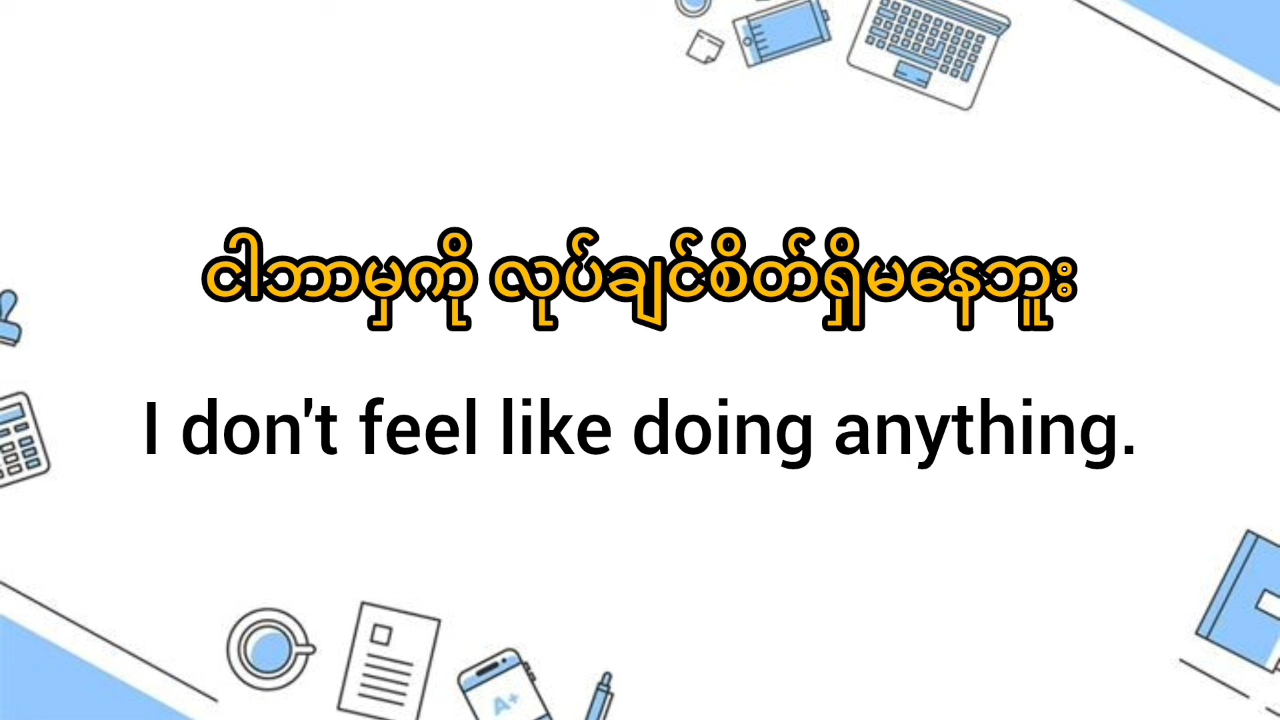 ငါဘာမှကို လုပ်ချင်စိတ်ရှိမနေဘူး
I don't feel like doing anything.
A+